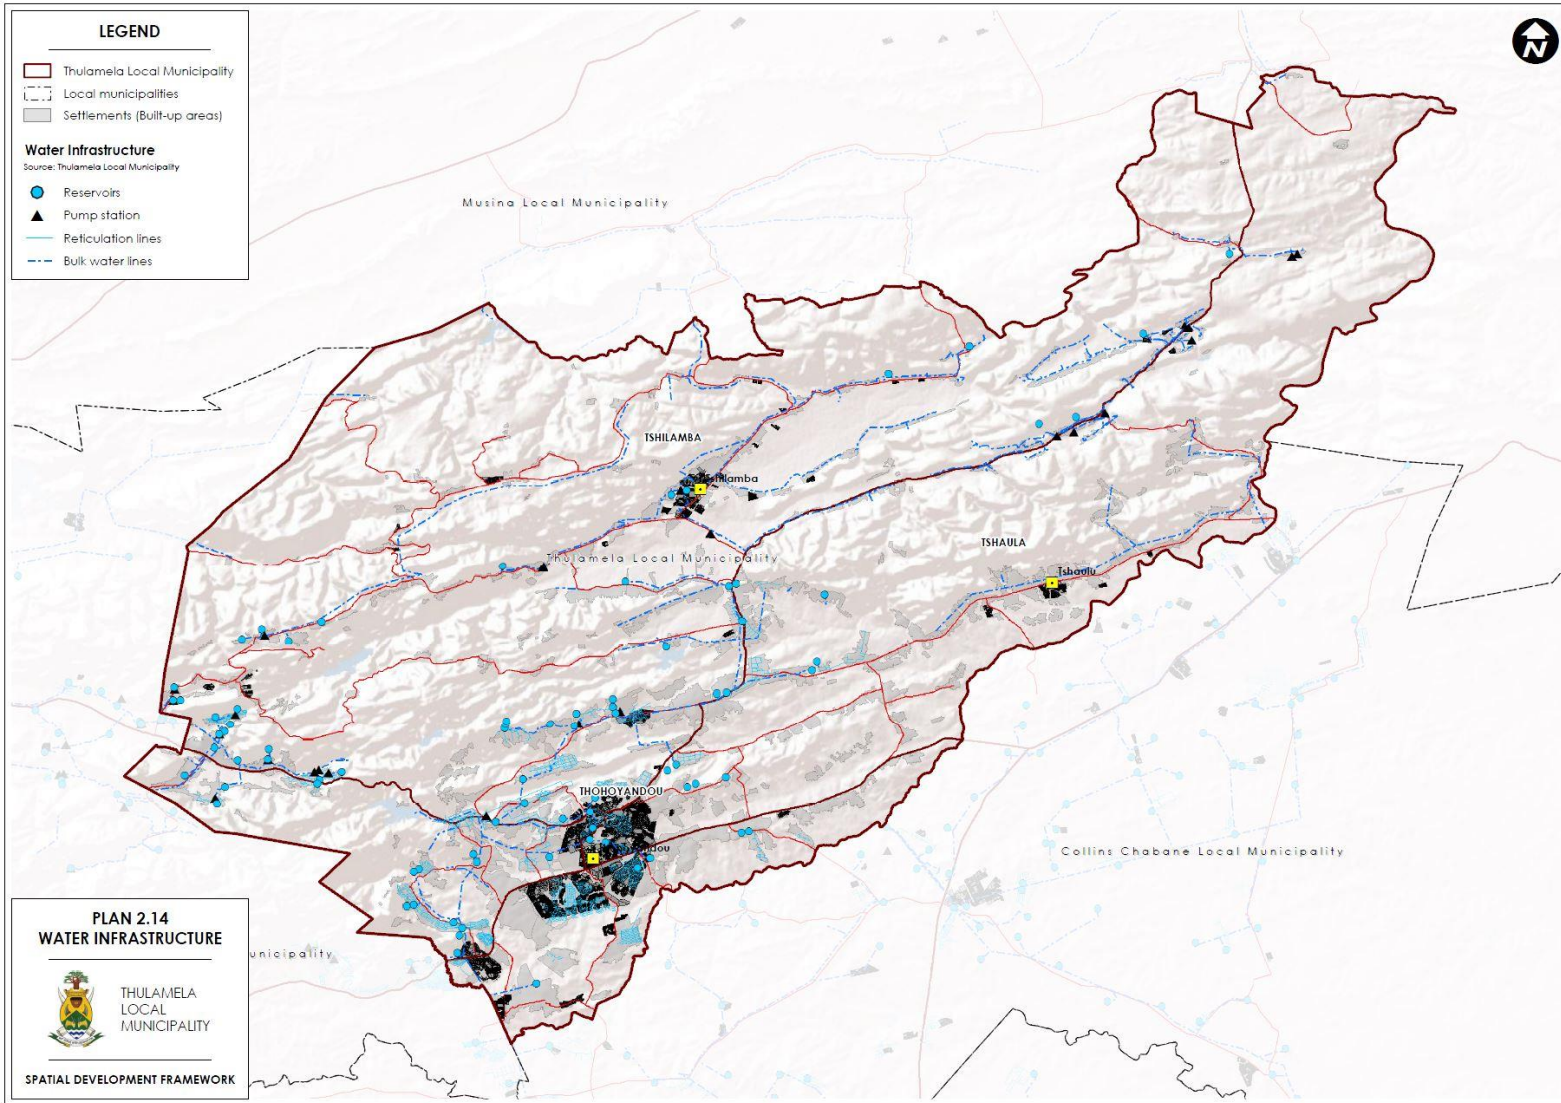 LEGEND
Thulamela Local Municipality
Local municipalities
Settlements (Built-up areas)
Water Infrastructure
Source: Thulamela Local Municipality
Reservoirs
Pump station
Reticulation lines
Bulk water lines
N
Musina Local Municipality
TSHILAMBA
Tshilamba
Thulamela Local Municipality
TSHAULA
Tshaulu
THOHOYANDOU
Collins Chabane Local Municipality
PLAN 2.14
WATER INFRASTRUCTURE
THULAMELA
LOCAL
MUNICIPALITY
SPATIAL DEVELOPMENT FRAMEWORK
unicipality